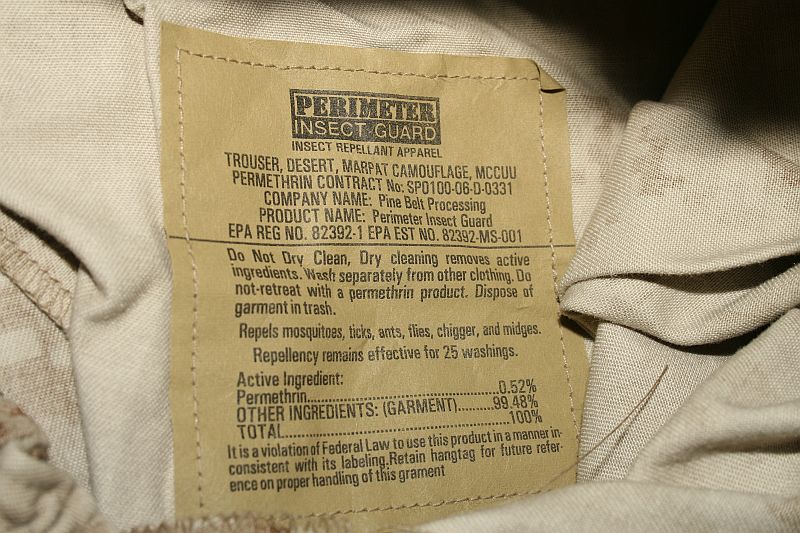 PERIMETER
INSECT GUARD
INSECT REPELLANT APPAREL
TROUSER, DESERT, MARPAT CAMOUFLAGE, MCCUU
PERMETHRIN CONTRACT No: SPO100-06-D-0331
COMPANY NAME: Pine Belt Processing
PRODUCT NAME: Perimeter Insect Guard
EPA REG NO. 82392-1 EPA EST NO. 82392-MS-001
Do Not Dry Clean, Dry cleaning removes active
ingredients. Wash separately from other clothing. Do
not-retreat with a permethrin product. Dispose of
garment in trash.
Repels mosquitoes, ticks, ants, flies, chigger, and midges.
Repellency remains effective for 25 washings.
Active Ingredient:
Permethrin..............................0.52%
OTHER INGREDIENTS: (GARMENT).......99.48%
TOTAL..................................100%
It is a violation of Federal Law to use this product in a manner in-
consistent with its labeling.Retain hangtag for future refer-
ence on proper handling of this grament